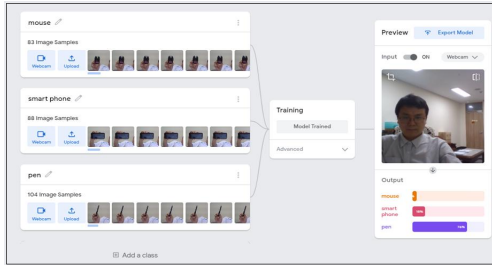 mouse
83 Image Samples
Webcam
Upload
smart phone
88 Image Samples
Webcam
Upload
pen
104 Image Samples
Webcam
Upload
Add a class
Training
Model Trained
Advanced
Preview
Export Model
Input
ON
Webcam
Output
mouse
smart
phone
pen